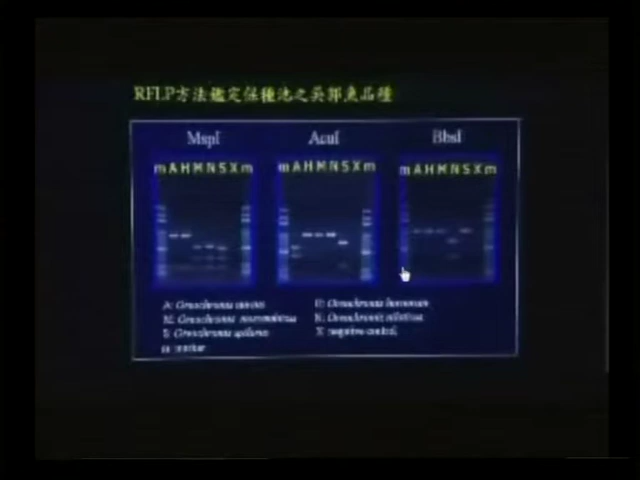 RFLP方法鑑定保種池之吳郭魚品種
MspI AcuI BbsI
mAHMNSXm mAHMNSXm mAHMNSXm
A: Oreochromis aureus H: Oreochromis hornorum
M: Oreochromis mossambicus N: Oreochromis niloticus
S: Oreochromis spilurus X: negative control
m: marker